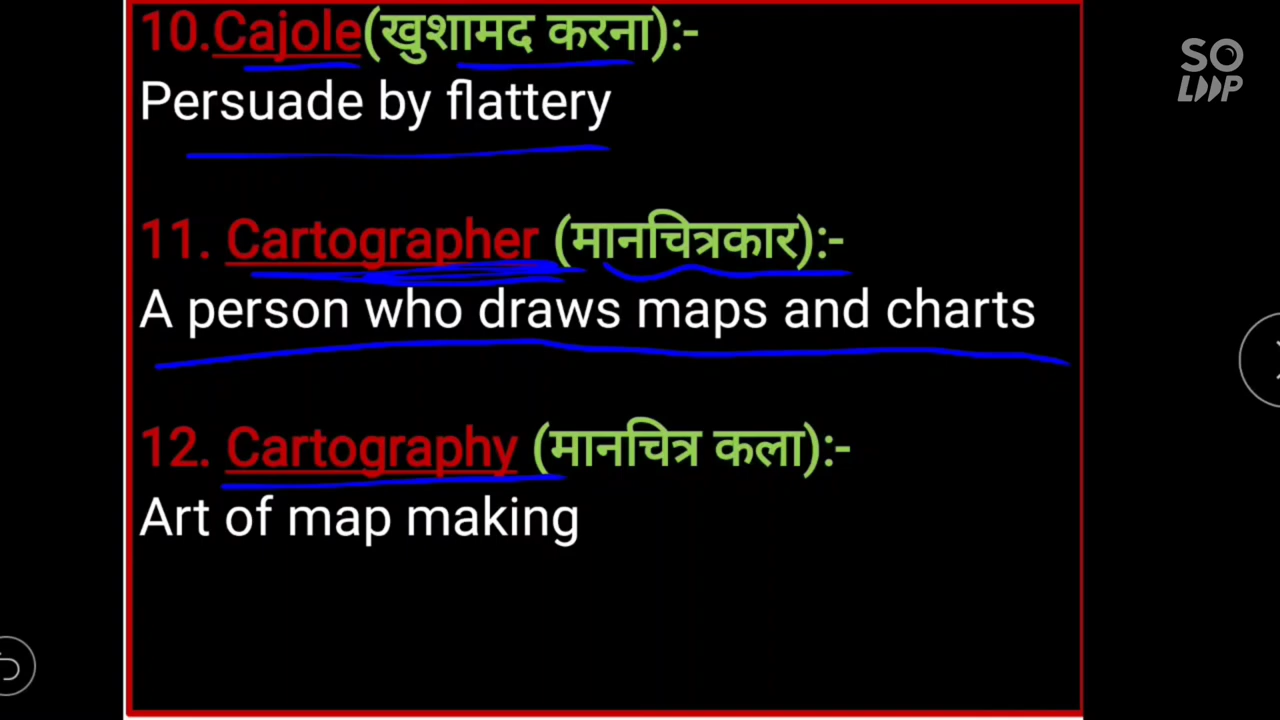 10.Cajole(खुशामद करना):-
Persuade by flattery
11. Cartographer (मानचित्रकार):-
A person who draws maps and charts
12. Cartography (मानचित्र कला):-
Art of map making
SO
LOOP